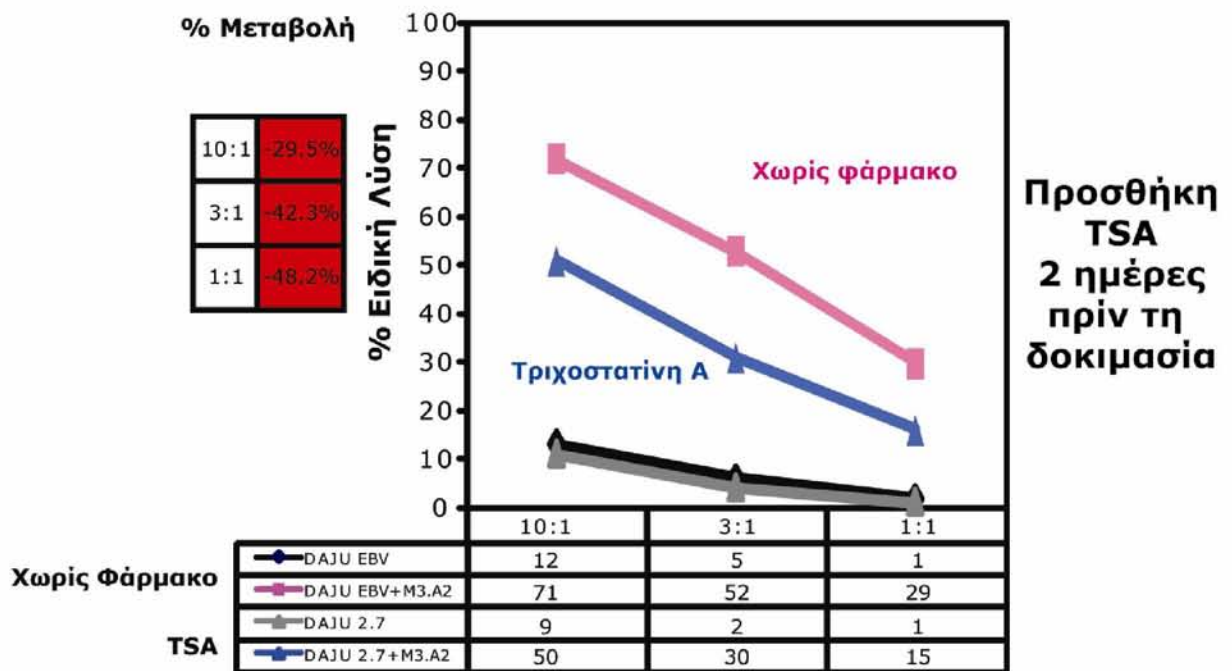 % Μεταβολή
10:1 -29.5%
3:1 -42.3%
1:1 -48.2%
% Ειδική Λύση
100
90
80
70
60
50
40
30
20
10
0
Χωρίς φάρμακο
Τριχοστατίνη Α
Προσθήκη
TSA
2 ημέρες
πρίν τη
δοκιμασία
10:1 3:1 1:1
Χωρίς Φάρμακο
DAJU EBV 12 5 1
DAJU EBV+M3.A2 71 52 29
TSA
DAJU 2.7 9 2 1
DAJU 2.7+M3.A2 50 30 15